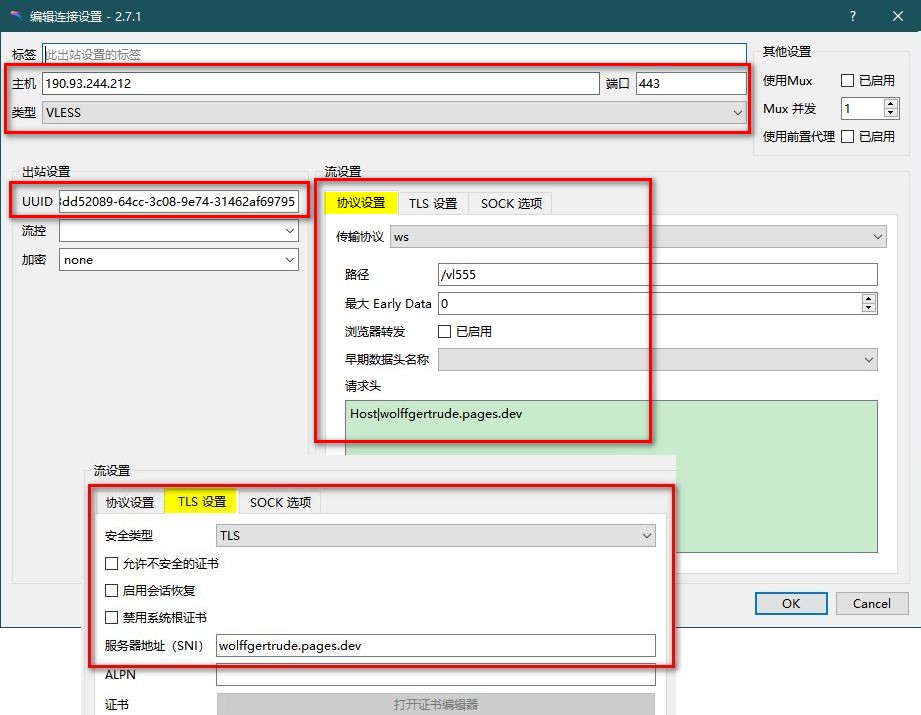 编辑连接设置 - 2.7.1
标签 此出站设置的标签
主机 190.93.244.212 端口 443
类型 VLESS
其他设置
使用Mux 已启用
Mux 并发 1
使用前置代理 已启用
出站设置
UUID dd52089-64cc-3c08-9e74-31462af69795
流控
加密 none
流设置
协议设置 TLS 设置 SOCK 选项
传输协议 ws
路径 /vl555
最大 Early Data 0
浏览器转发 已启用
早期数据头名称
请求头
Host|wolffgertrude.pages.dev
流设置
协议设置 TLS 设置 SOCK 选项
安全类型 TLS
允许不安全的证书
启用会话恢复
禁用系统根证书
服务器地址（SNI） wolffgertrude.pages.dev
ALPN
证书 打开证书编辑器
OK Cancel